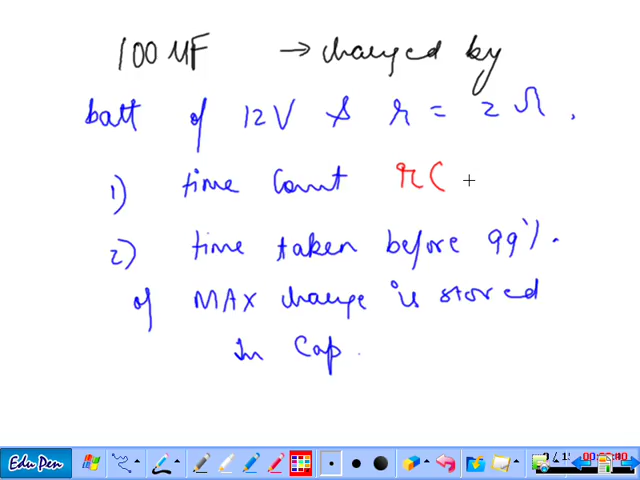 100 μF → charged by
batt of 12V & r = 2 Ω.
1) time const rC
2) time taken before 99%.
of MAX charge is stored
In Cap.
Edu Pen